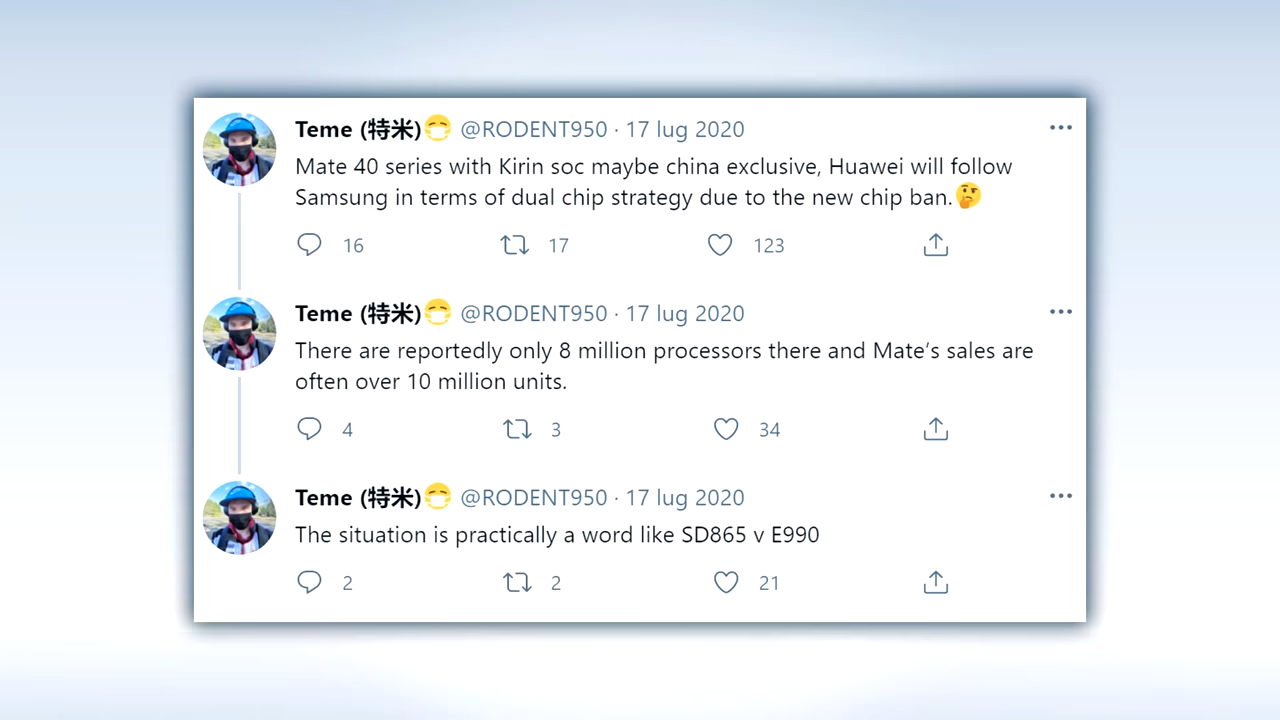 Teme (特米)😷 @RODENT950 · 17 lug 2020
Mate 40 series with Kirin soc maybe china exclusive, Huawei will follow
Samsung in terms of dual chip strategy due to the new chip ban.🤔
16 17 123
Teme (特米)😷 @RODENT950 · 17 lug 2020
There are reportedly only 8 million processors there and Mate’s sales are
often over 10 million units.
4 3 34
Teme (特米)😷 @RODENT950 · 17 lug 2020
The situation is practically a word like SD865 v E990
2 2 21